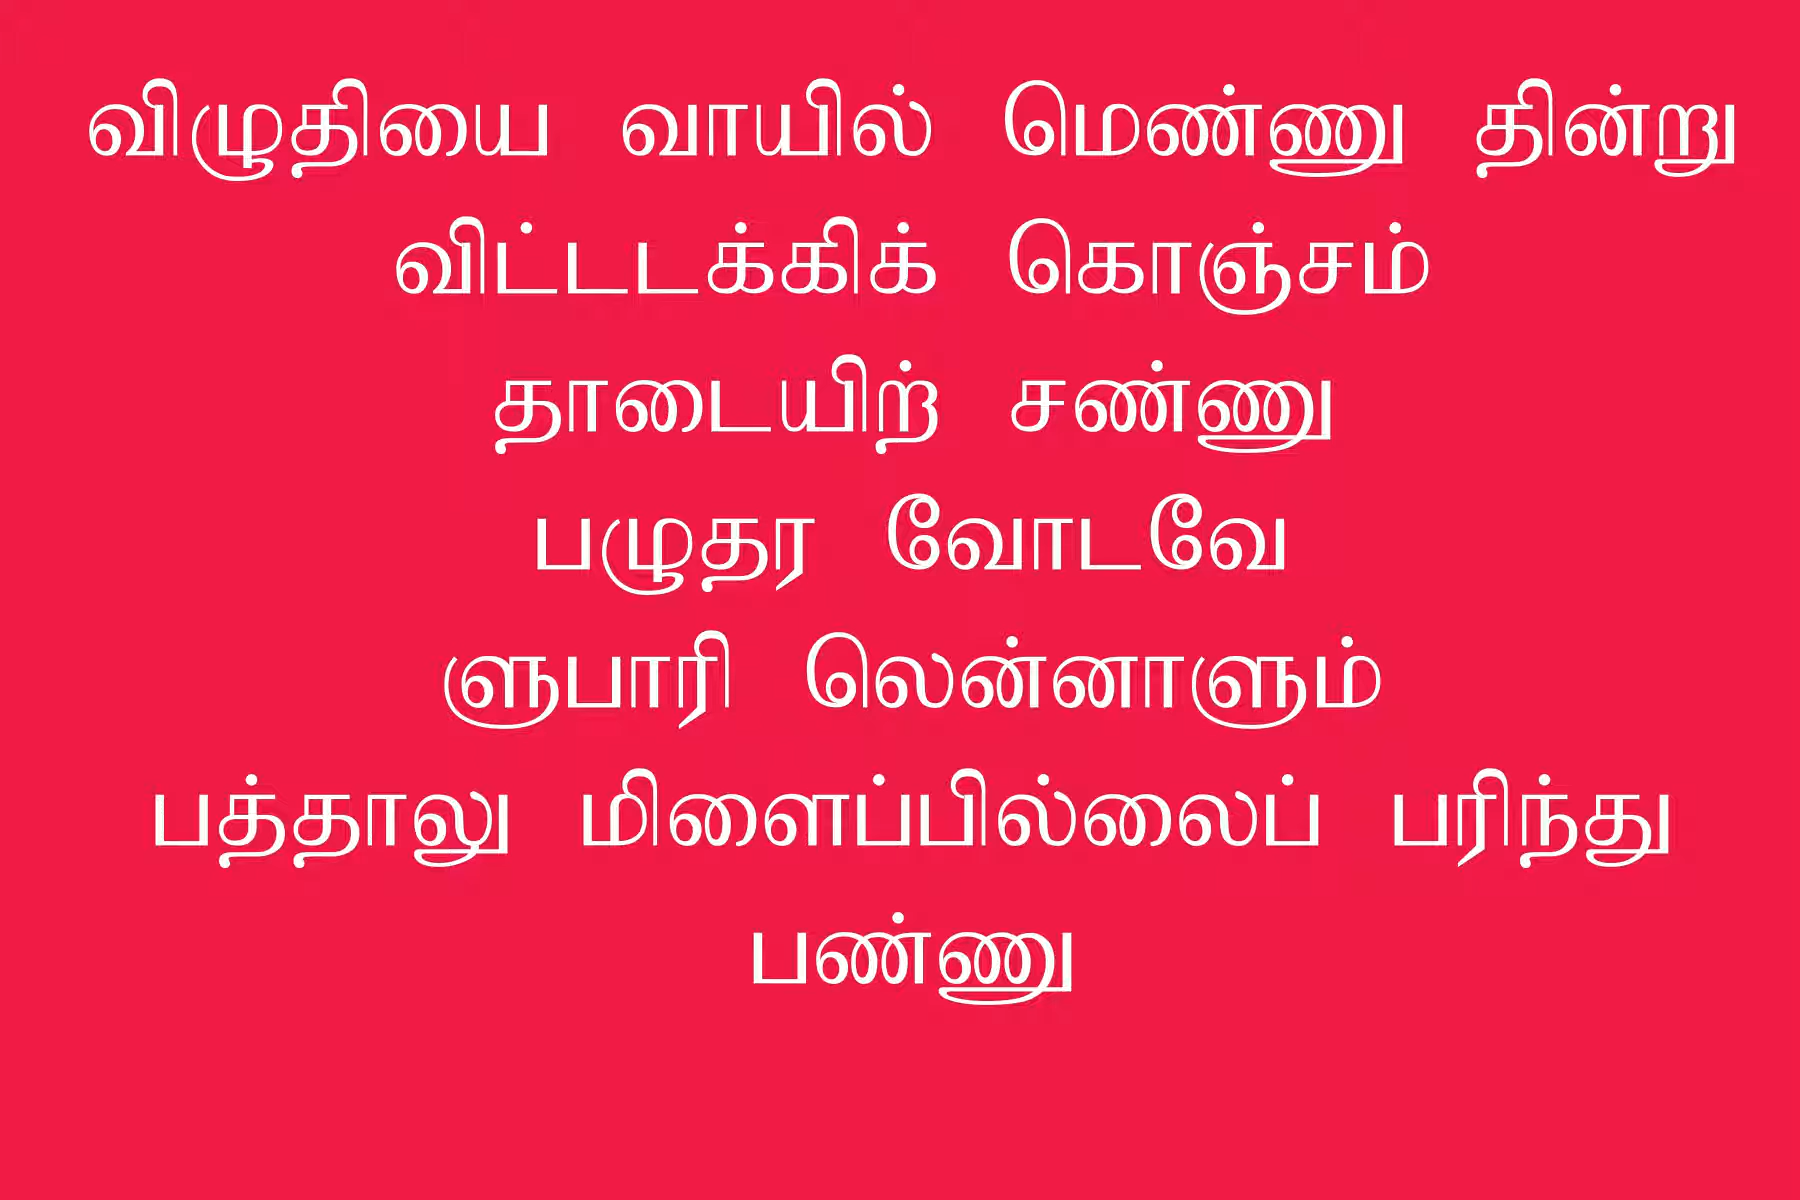 விழுதியை வாயில் மெண்ணு தின்று
விட்டடக்கிக் கொஞ்சம்
தாடையிற் சண்ணு
பழுதர வோடவே
ளுபாரி லென்னாளும்
பத்தாலு மிளைப்பில்லைப் பரிந்து
பண்ணு